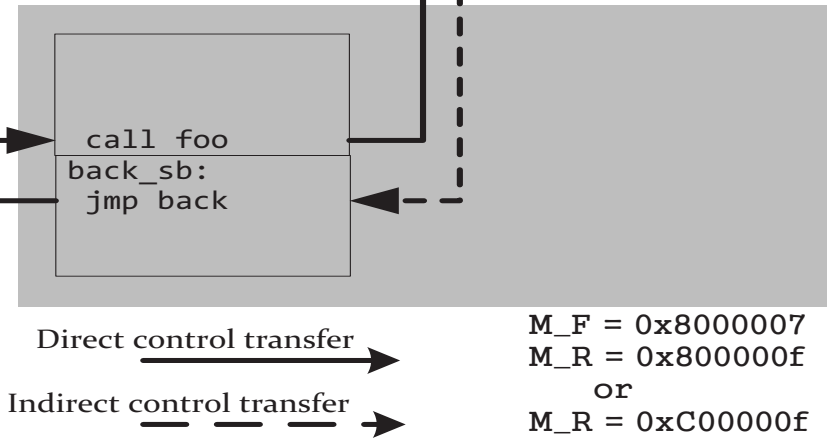 call foo
back_sb:
jmp back
Direct control transfer
Indirect control transfer
M_F = 0x8000007
M_R = 0x800000f
or
M_R = 0xC00000f